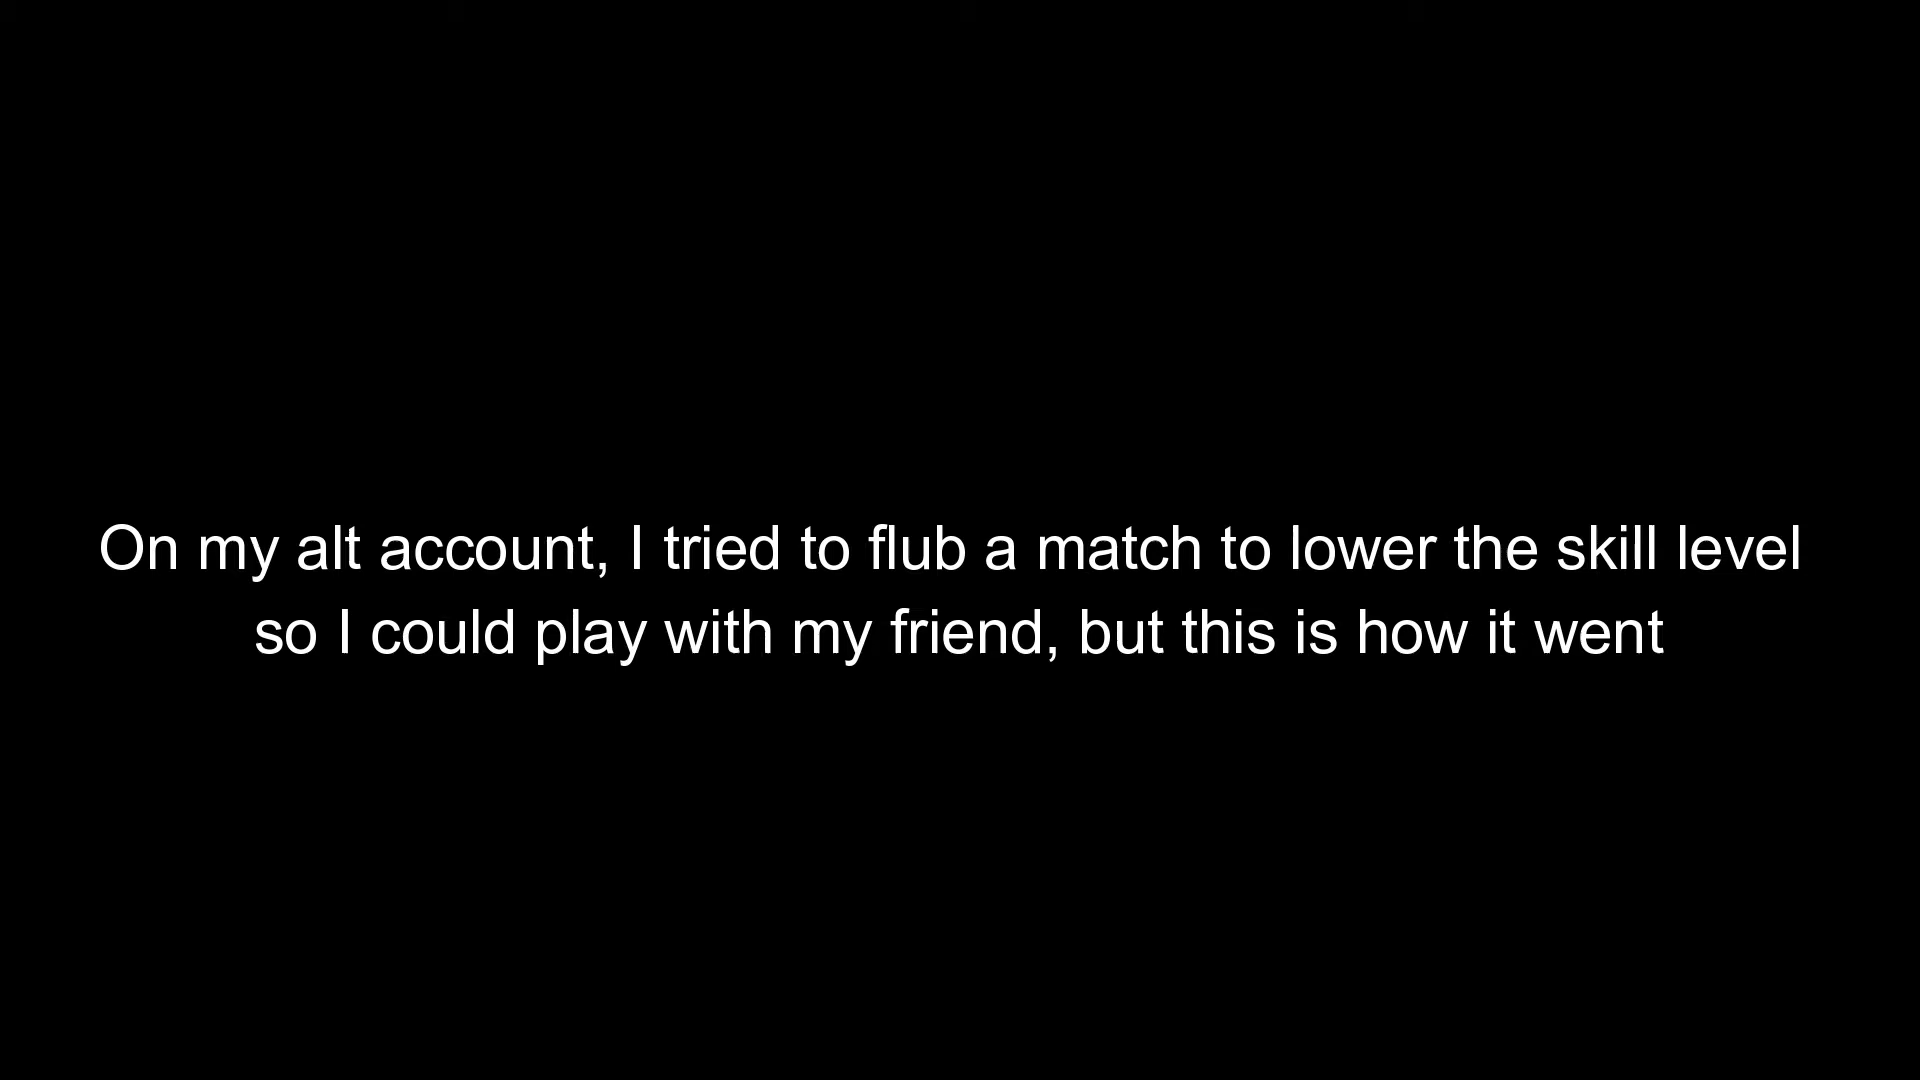 On my alt account, I tried to flub a match to lower the skill level
so I could play with my friend, but this is how it went